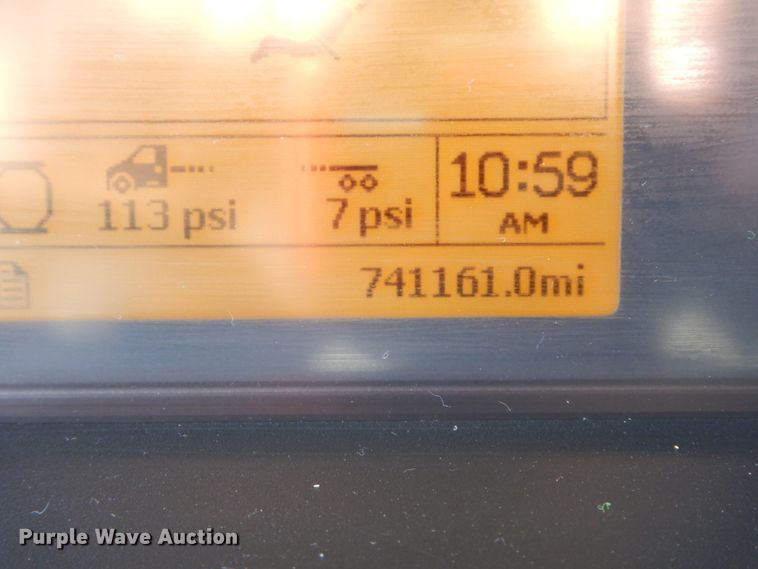 113 psi 7 psi 10:59
AM
741161.0mi
Purple Wave Auction